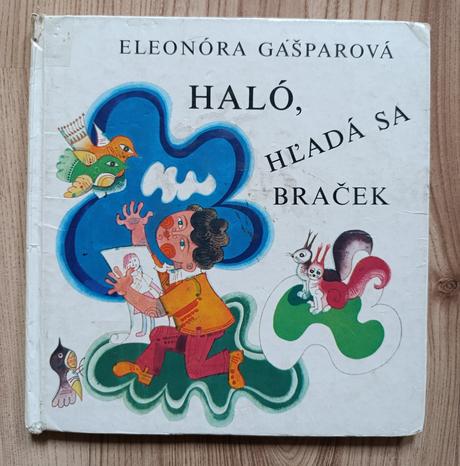 ELEONÓRA GAŠPAROVÁ
HALÓ,
HĽADÁ SA
BRAČEK